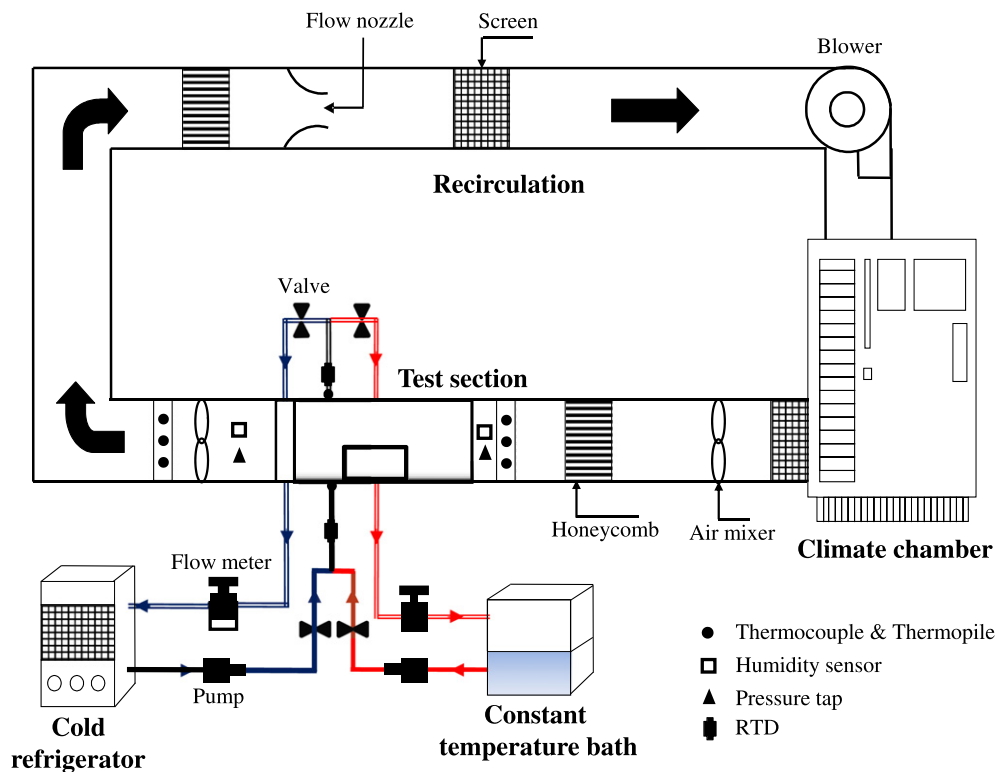 Flow nozzle
Screen
Blower
Recirculation
Valve
Test section
Honeycomb
Air mixer
Climate chamber
Flow meter
Pump
Cold
refrigerator
Constant
temperature bath
Thermocouple & Thermopile
Humidity sensor
Pressure tap
RTD